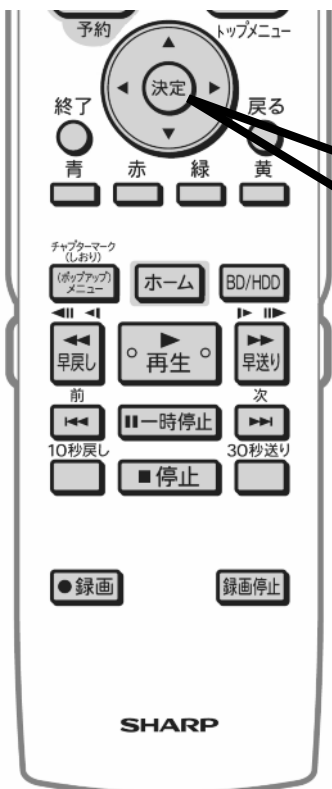 予約
トップメニュー
決定
終了
戻る
青 赤 緑 黄
チャプターマーク
(しおり)
(ポップアップ)
メニュー
ホーム
BD/HDD
早戻し
再生
早送り
前
次
一時停止
10秒戻し
30秒送り
停止
録画
録画停止
SHARP